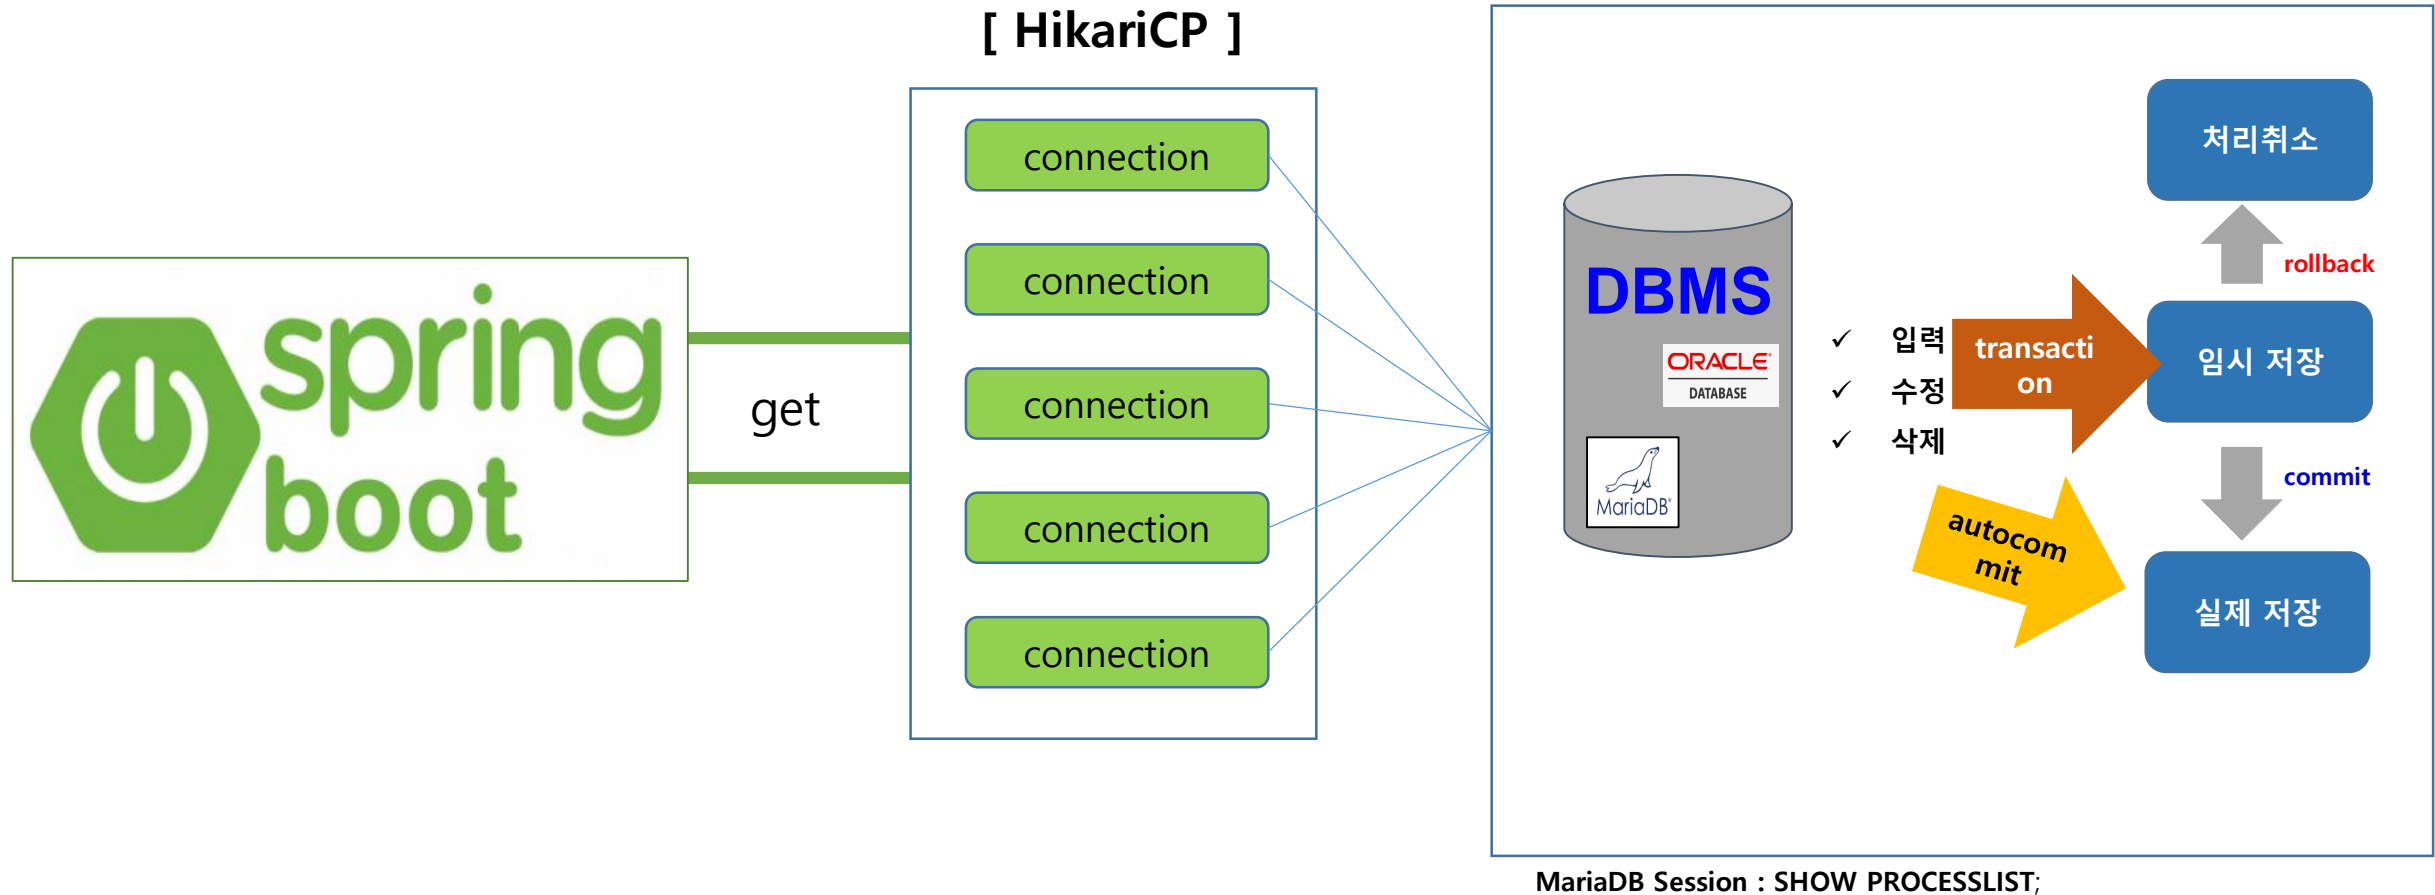 [ HikariCP ]
spring
boot
get
connection
connection
connection
connection
connection
DBMS
ORACLE
DATABASE
MariaDB
✓ 입력
✓ 수정
✓ 삭제
transacti
on
autocom
mit
처리취소
rollback
임시 저장
commit
실제 저장
MariaDB Session : SHOW PROCESSLIST;